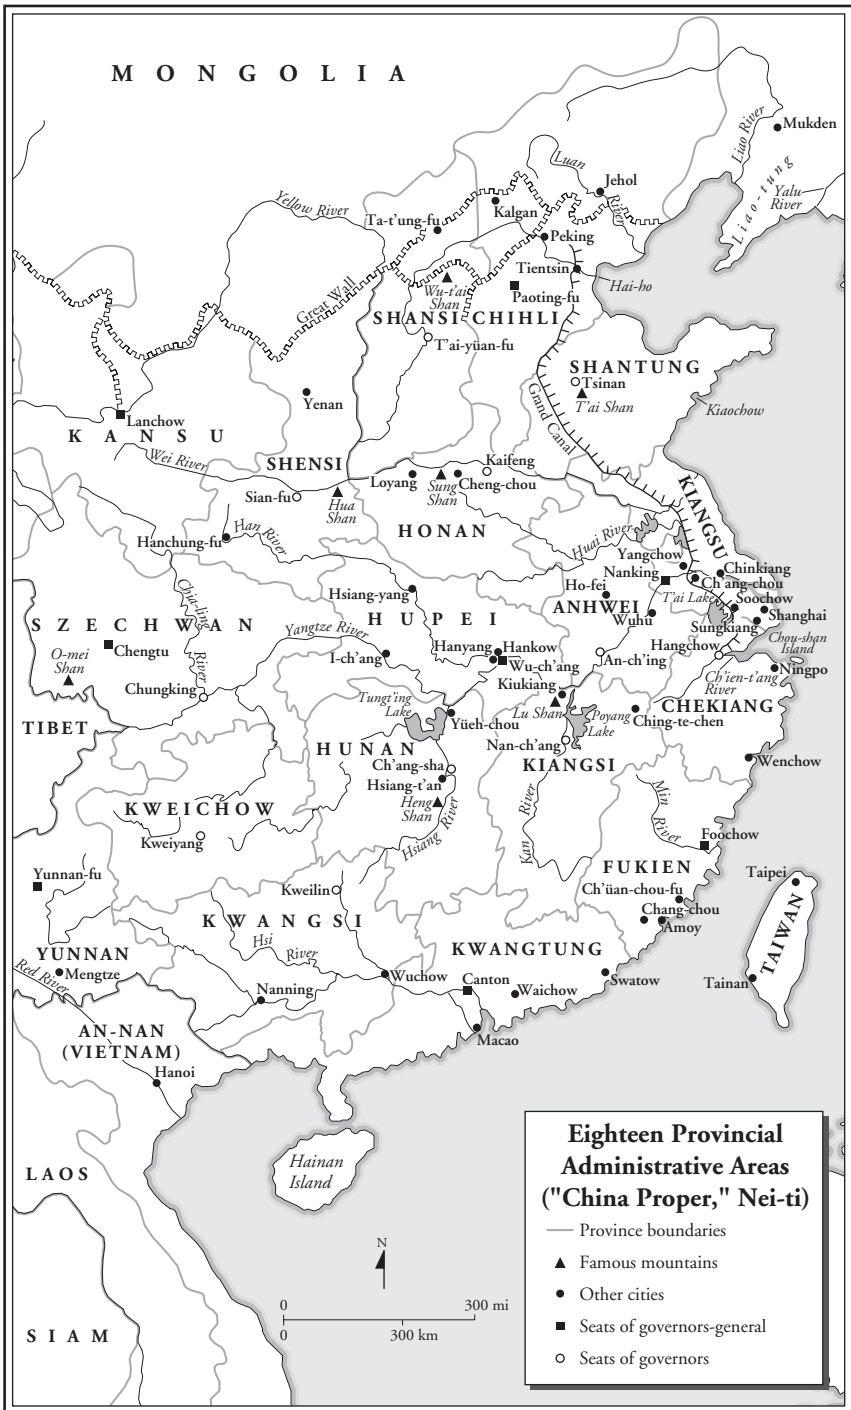 MONGOLIA
Mukden
Liao River
Liao-tung
Yalu
River
Luan
River
Jehol
Kalgan
Yellow River
Ta-t'ung-fu
Peking
Tientsin
Hai-ho
Great Wall
Wu-t'ai
Shan
Paoting-fu
SHANSI
CHIHLI
T'ai-yüan-fu
SHANTUNG
Tsinan
T'ai Shan
Kiaochow
Grand Canal
Yenan
Lanchow
KANSU
Wei River
SHENSI
Sian-fu
Hua
Shan
Loyang
Sung
Shan
Kaifeng
Cheng-chou
HONAN
KIANGSU
Hanchung-fu
Han River
Huai River
Yangchow
Nanking
Chinkiang
Ch'ang-chou
T'ai Lake
Soochow
Shanghai
Sungkiang
Hsiang-yang
Ho-fei
ANHWEI
Wuhu
Chia-ling
River
SZECHWAN
Chengtu
O-mei
Shan
HUPEI
Yangtze River
Hanyang
Hankow
Wu-ch'ang
I-ch'ang
An-ch'ing
Hangchow
Chou-shan
Island
Ningpo
Ch'ien-t'ang
River
Chungking
Kiukiang
Lu Shan
Poyang
Lake
Ching-te-chen
CHEKIANG
TIBET
Tungt'ing
Lake
Yüeh-chou
Nan-ch'ang
HUNAN
KIANGSI
Wenchow
Ch'ang-sha
Hsiang-t'an
Heng
Shan
Hsiang River
Kan River
Min
River
KWEICHOW
Kweiyang
Foochow
FUKIEN
Taipei
Yunnan-fu
Kweilin
Ch'üan-chou-fu
Chang-chou
Amoy
KWANGSI
Hsi
River
KWANGTUNG
TAIWAN
YUNNAN
Mengtze
Red River
Nanning
Wuchow
Canton
Waichow
Swatow
Tainan
Macao
AN-NAN
(VIETNAM)
Hanoi
LAOS
Hainan
Island
SIAM
N
0
300 mi
0
300 km
Eighteen Provincial
Administrative Areas
("China Proper," Nei-ti)
Province boundaries
Famous mountains
Other cities
Seats of governors-general
Seats of governors